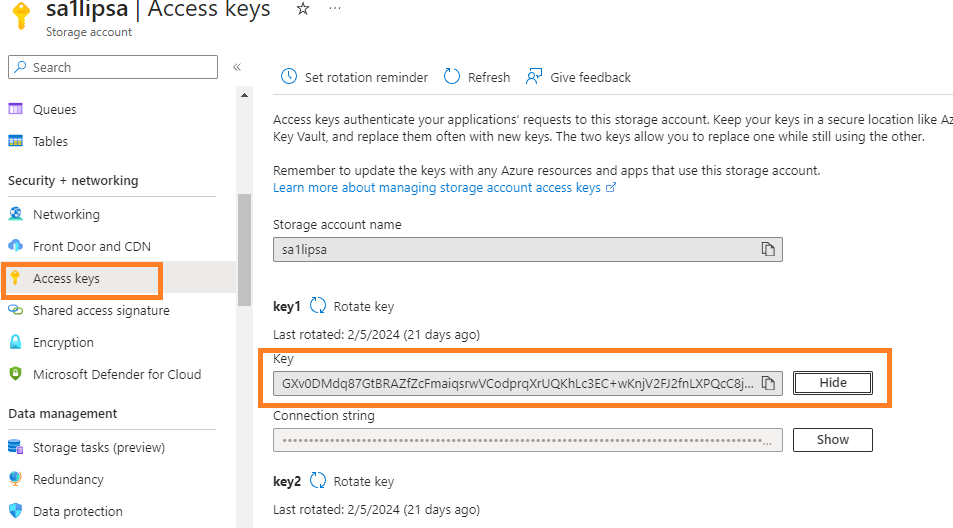 sa1lipsa | Access keys ☆ ...
Storage account
Search
«
Queues
Tables
Security + networking
Networking
Front Door and CDN
Access keys
Shared access signature
Encryption
Microsoft Defender for Cloud
Data management
Storage tasks (preview)
Redundancy
Data protection
Set rotation reminder Refresh Give feedback
Access keys authenticate your applications' requests to this storage account. Keep your keys in a secure location like Az
Key Vault, and replace them often with new keys. The two keys allow you to replace one while still using the other.
Remember to update the keys with any Azure resources and apps that use this storage account.
Learn more about managing storage account access keys
Storage account name
sa1lipsa
key1 Rotate key
Last rotated: 2/5/2024 (21 days ago)
Key
GXv0DMdq87GtBRAZfZcFmaiqsrwVCodprqXrUQKhLc3EC+wKnjV2FJ2fnLXPQcC8j... Hide
Connection string
Show
key2 Rotate key
Last rotated: 2/5/2024 (21 days ago)